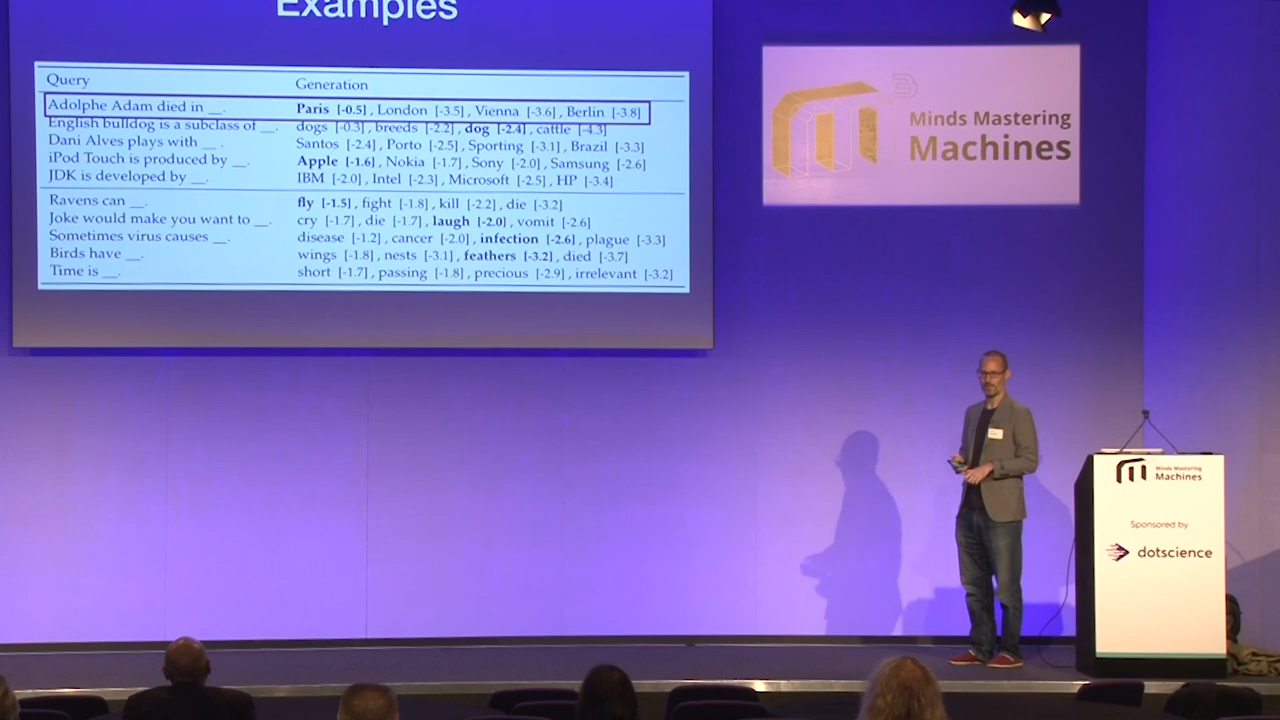 Examples
Query Generation
Adolphe Adam died in __. Paris [-0.5] , London [-3.5] , Vienna [-3.6] , Berlin [-3.8]
English bulldog is a subclass of __. dogs [-0.3] , breeds [-2.2] , dog [-2.4] , cattle [-4.3]
Dani Alves plays with __. Santos [-2.4] , Porto [-2.5] , Sporting [-3.1] , Brazil [-3.3]
iPod Touch is produced by __. Apple [-1.6] , Nokia [-1.7] , Sony [-2.0] , Samsung [-2.6]
JDK is developed by __. IBM [-2.0] , Intel [-2.3] , Microsoft [-2.5] , HP [-3.4]
Ravens can __. fly [-1.5] , fight [-1.8] , kill [-2.2] , die [-3.2]
Joke would make you want to __. cry [-1.7] , die [-1.7] , laugh [-2.0] , vomit [-2.6]
Sometimes virus causes __. disease [-1.2] , cancer [-2.0] , infection [-2.6] , plague [-3.3]
Birds have __. wings [-1.8] , nests [-3.1] , feathers [-3.2] , died [-3.7]
Time is __. short [-1.7] , passing [-1.8] , precious [-2.9] , irrelevant [-3.2]
Minds Mastering
Machines
Minds Mastering
Machines
Sponsored by
dotscience